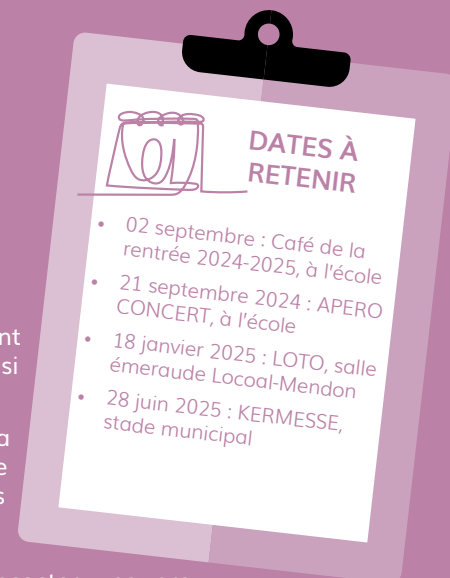 DATES À
RETENIR
• 02 septembre : Café de la
rentrée 2024-2025, à l'école
• 21 septembre 2024 : APERO
CONCERT, à l'école
• 18 janvier 2025 : LOTO, salle
émeraude Locoal-Mendon
• 28 juin 2025 : KERMESSE,
stade municipal
si